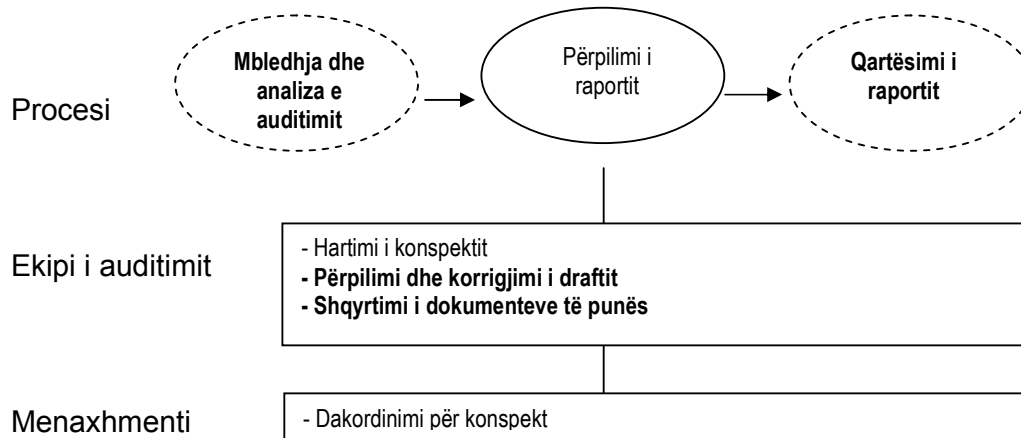 Procesi
Mbledhja dhe
analiza e
auditimit
Përpilimi i
raportit
Qartësimi i
raportit
Ekipi i auditimit
- Hartimi i konspektit
- Përpilimi dhe korrigjimi i draftit
- Shqyrtimi i dokumenteve të punës
Menaxhmenti
- Dakordinimi për konspekt